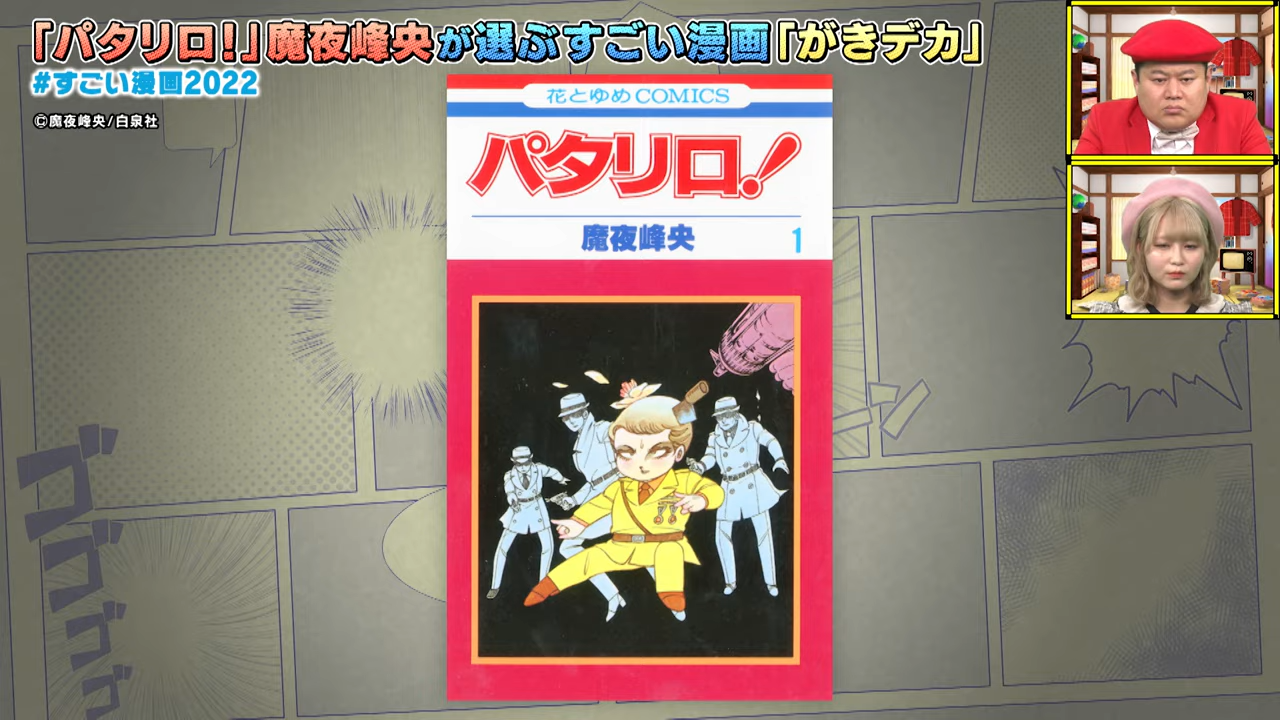 「パタリロ！」魔夜峰央が選ぶすごい漫画「がきデカ」
#すごい漫画2022
©魔夜峰央/白泉社
花とゆめCOMICS
パタリロ!
魔夜峰央 1
ゴゴゴゴ